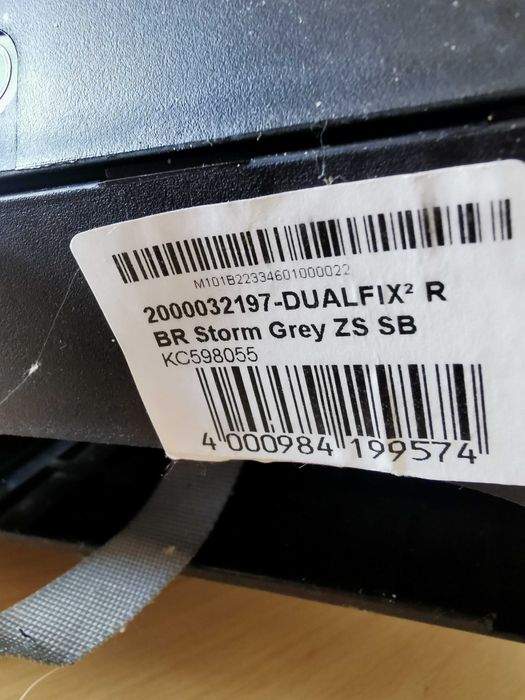 M101B22334601000022
2000032197-DUALFIX² R
BR Storm Grey ZS SB
KC598055
4 000984 199574